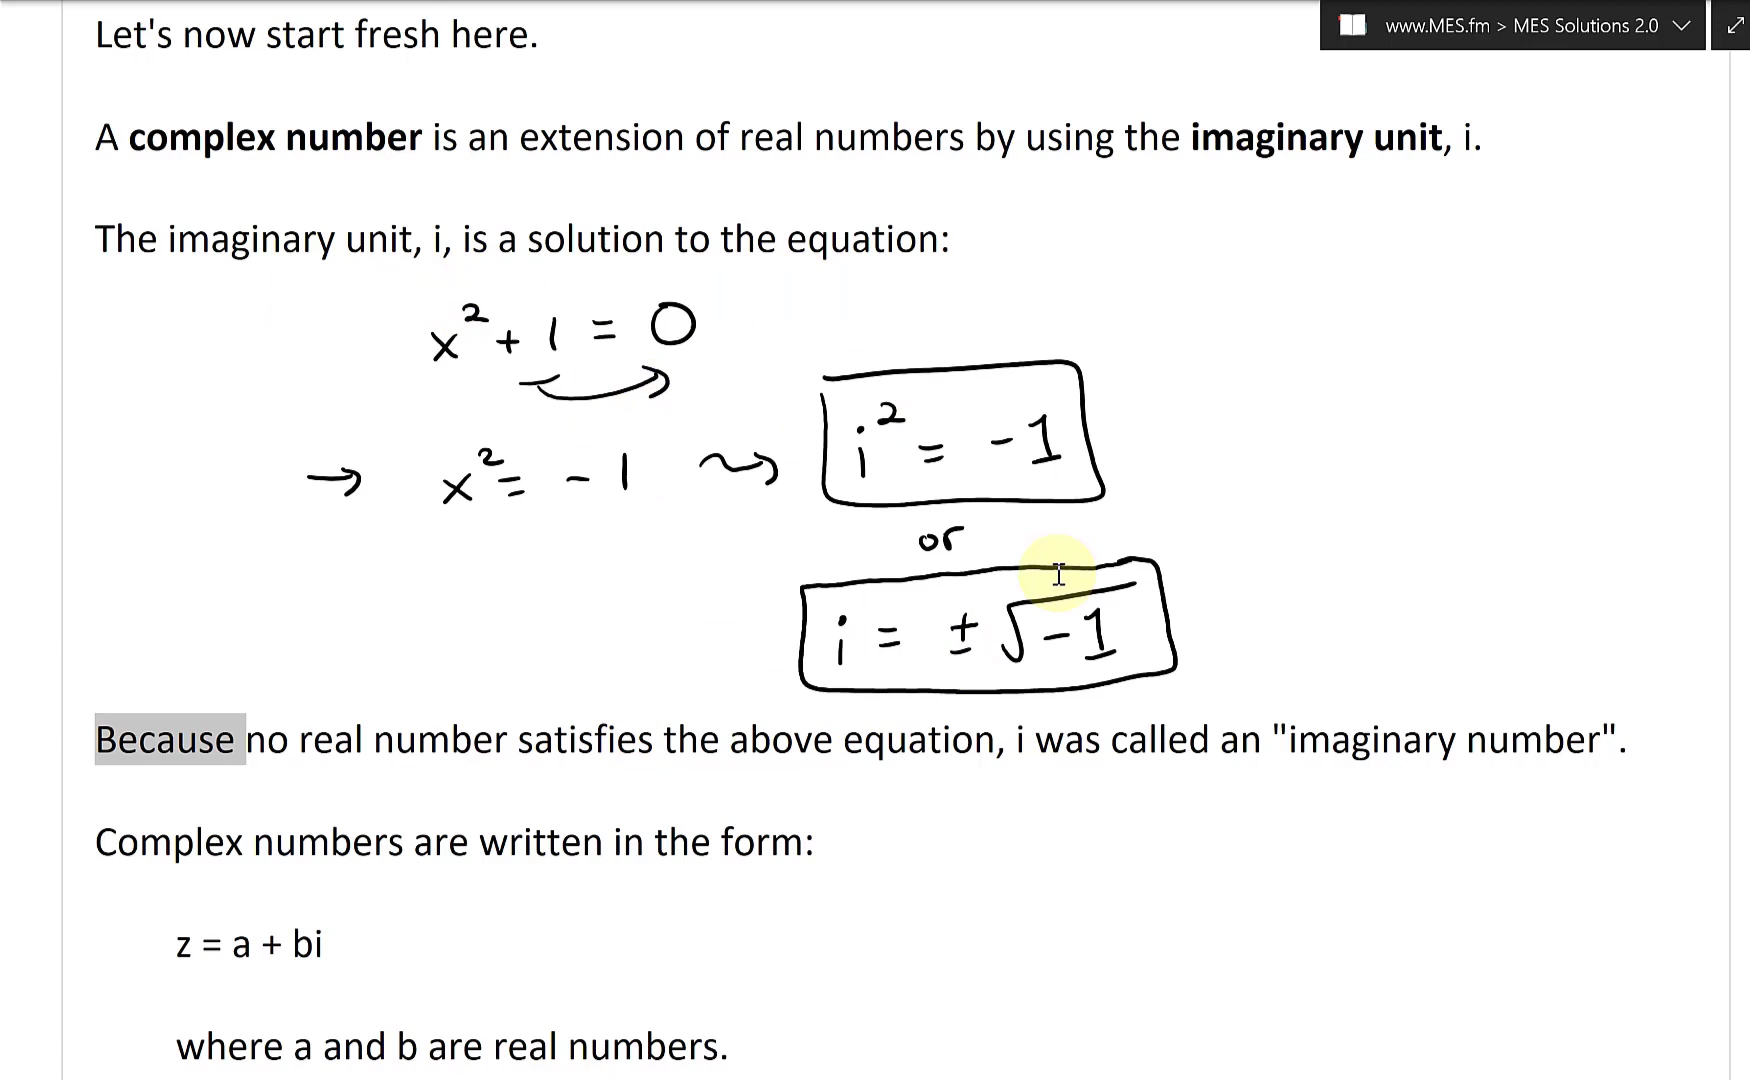 Let's now start fresh here.
www.MES.fm > MES Solutions 2.0
A complex number is an extension of real numbers by using the imaginary unit, i.
The imaginary unit, i, is a solution to the equation:
x² + 1 = 0
→ x² = - 1 ⇝ i² = - 1
or
i = ± √-1
Because no real number satisfies the above equation, i was called an "imaginary number".
Complex numbers are written in the form:
z = a + bi
where a and b are real numbers.